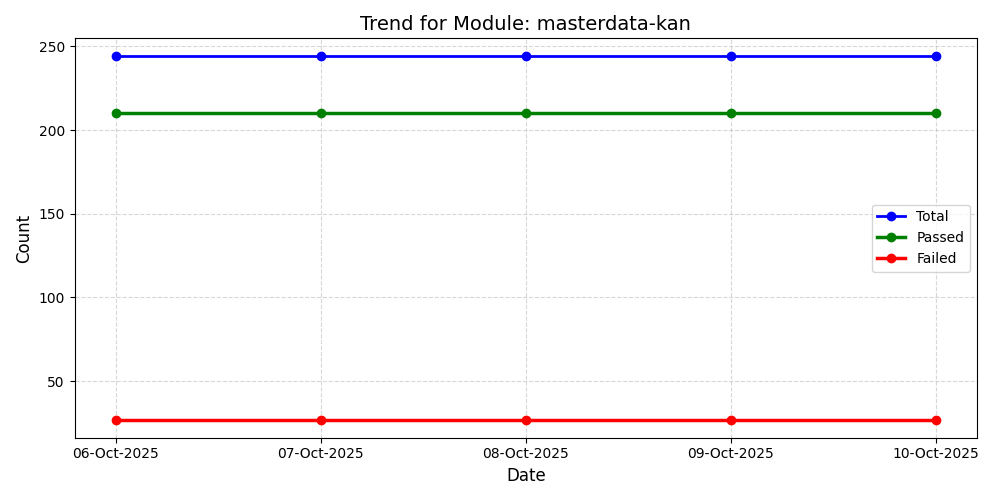 Trend for Module: masterdata-kan
250
200
150
100
50
Count
Total
Passed
Failed
06-Oct-2025
07-Oct-2025
08-Oct-2025
09-Oct-2025
10-Oct-2025
Date